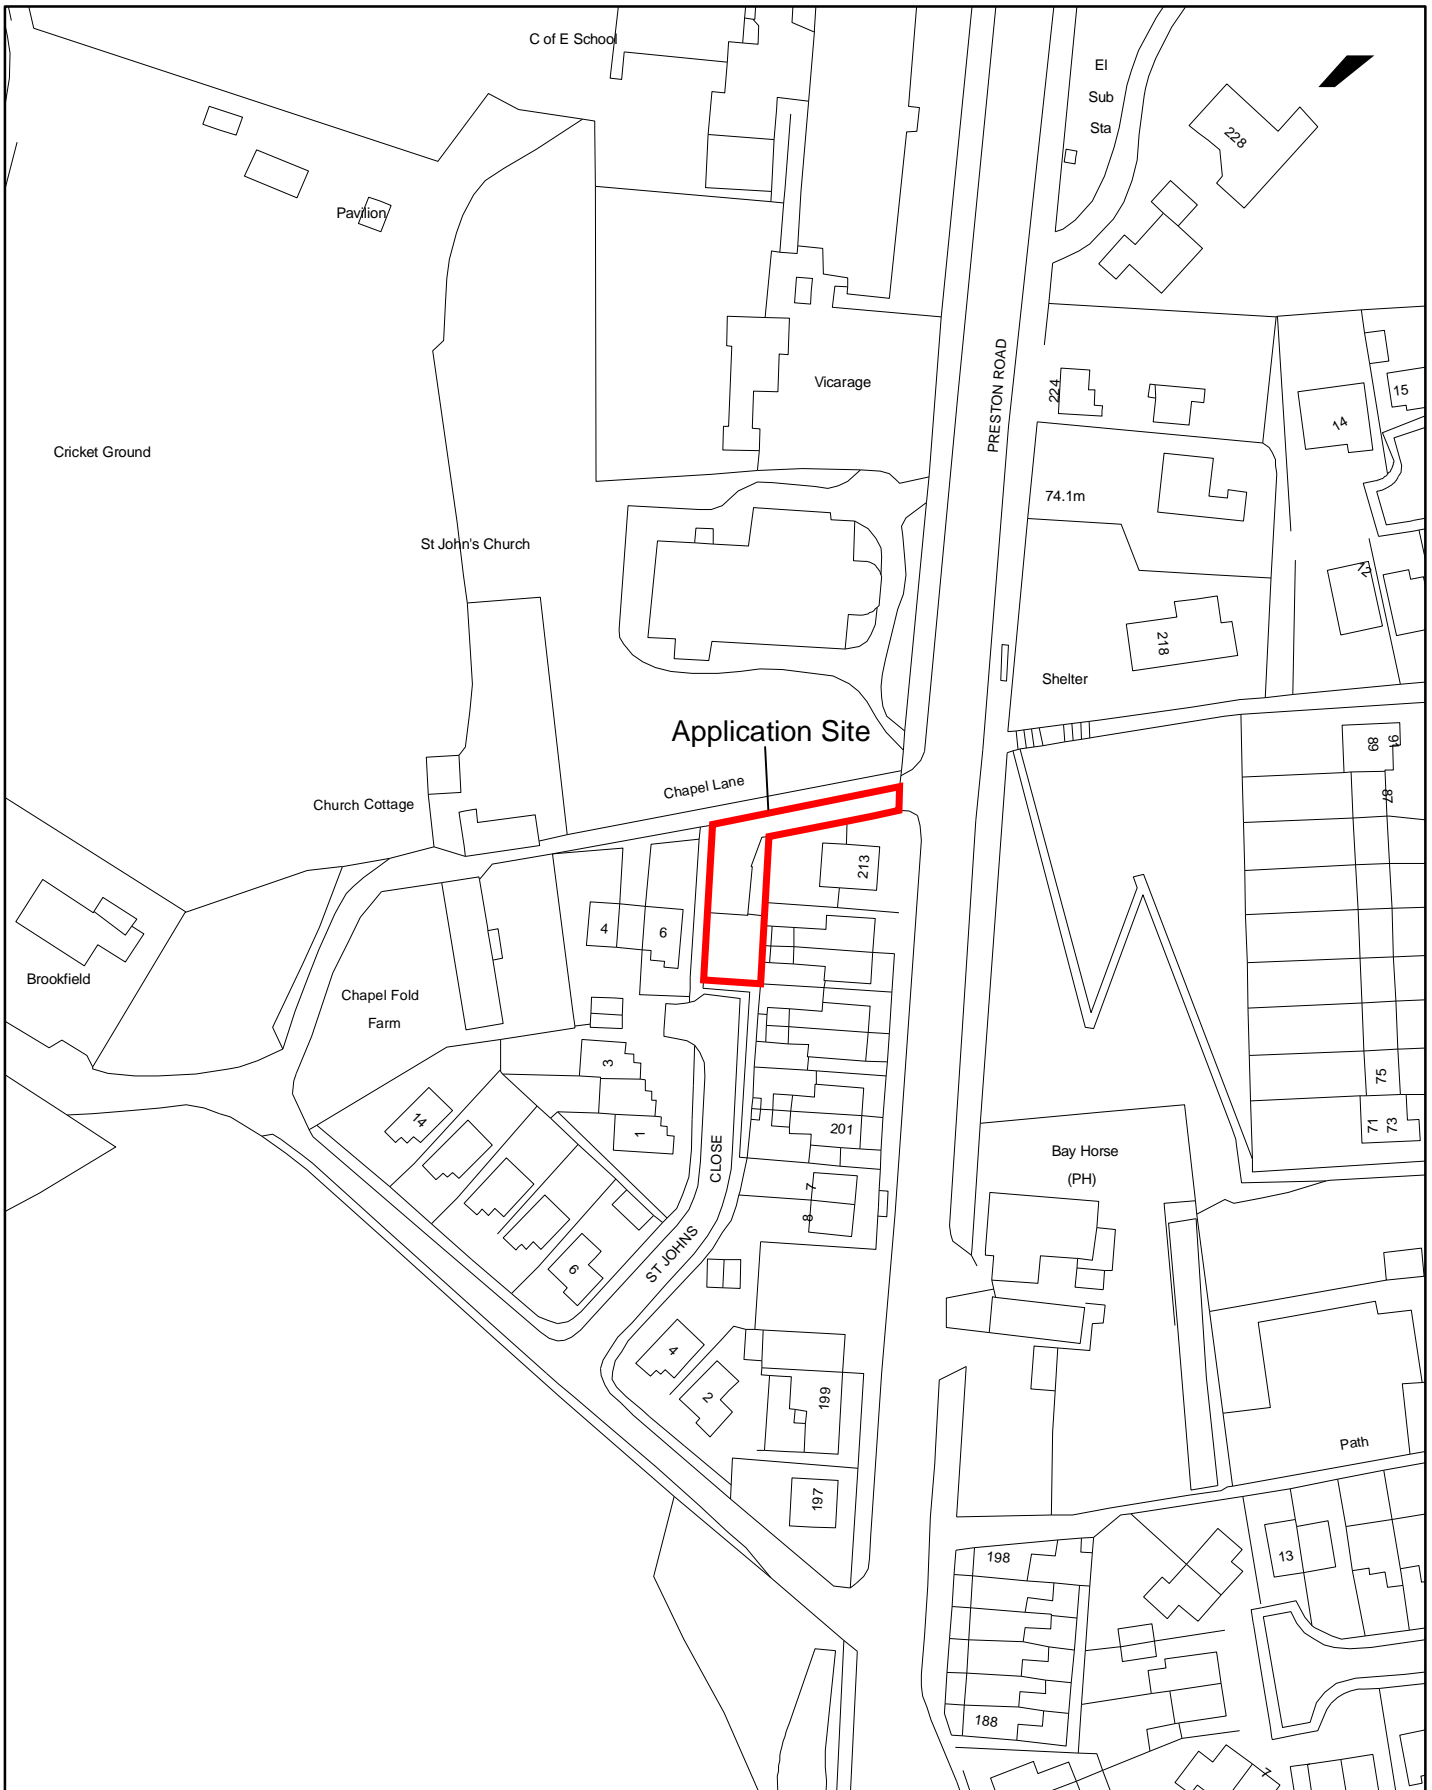 C of E School
El
Sub
Sta
228
Pavilion
PRESTON ROAD
Vicarage
224
15
14
Cricket Ground
74.1m
St John's Church
12
218
Shelter
Application Site
91
89
Chapel Lane
87
Church Cottage
213
4
6
Brookfield
Chapel Fold
Farm
3
75
14
201
71
73
1
CLOSE
Bay Horse
(PH)
7
8
ST JOHNS
6
4
2
199
Path
197
198
13
188
7